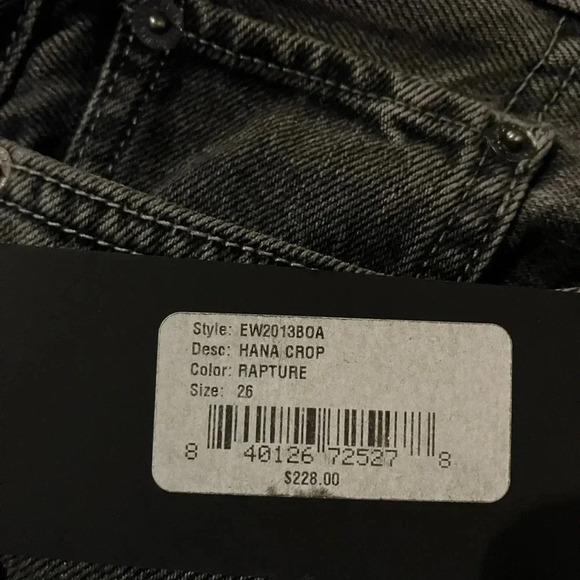 Style: EW2013BOA
Desc: HANA CROP
Color: RAPTURE
Size: 26
8 40126 72527 8
$228.00